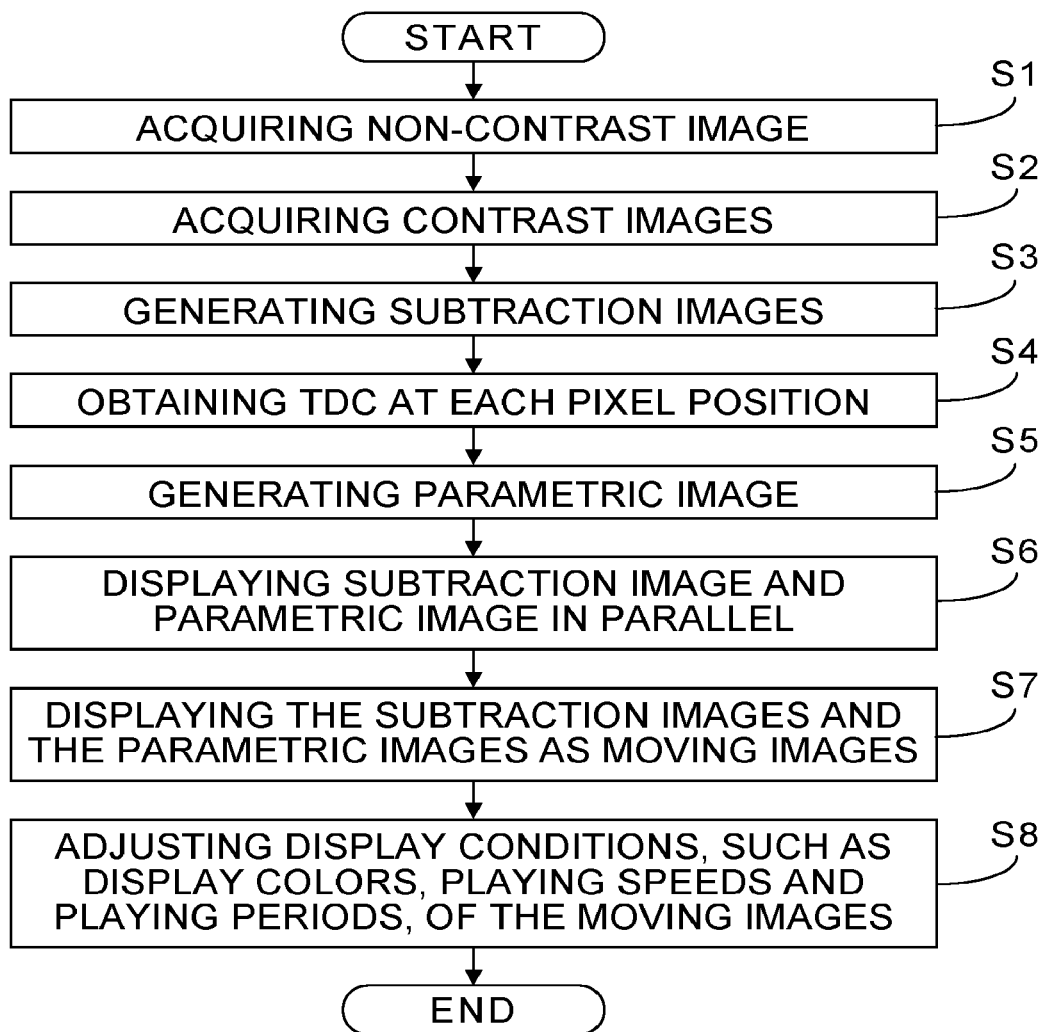 START
S1
ACQUIRING NON-CONTRAST IMAGE
S2
ACQUIRING CONTRAST IMAGES
S3
GENERATING SUBTRACTION IMAGES
S4
OBTAINING TDC AT EACH PIXEL POSITION
S5
GENERATING PARAMETRIC IMAGE
S6
DISPLAYING SUBTRACTION IMAGE AND
PARAMETRIC IMAGE IN PARALLEL
S7
DISPLAYING THE SUBTRACTION IMAGES AND
THE PARAMETRIC IMAGES AS MOVING IMAGES
S8
ADJUSTING DISPLAY CONDITIONS, SUCH AS
DISPLAY COLORS, PLAYING SPEEDS AND
PLAYING PERIODS, OF THE MOVING IMAGES
END